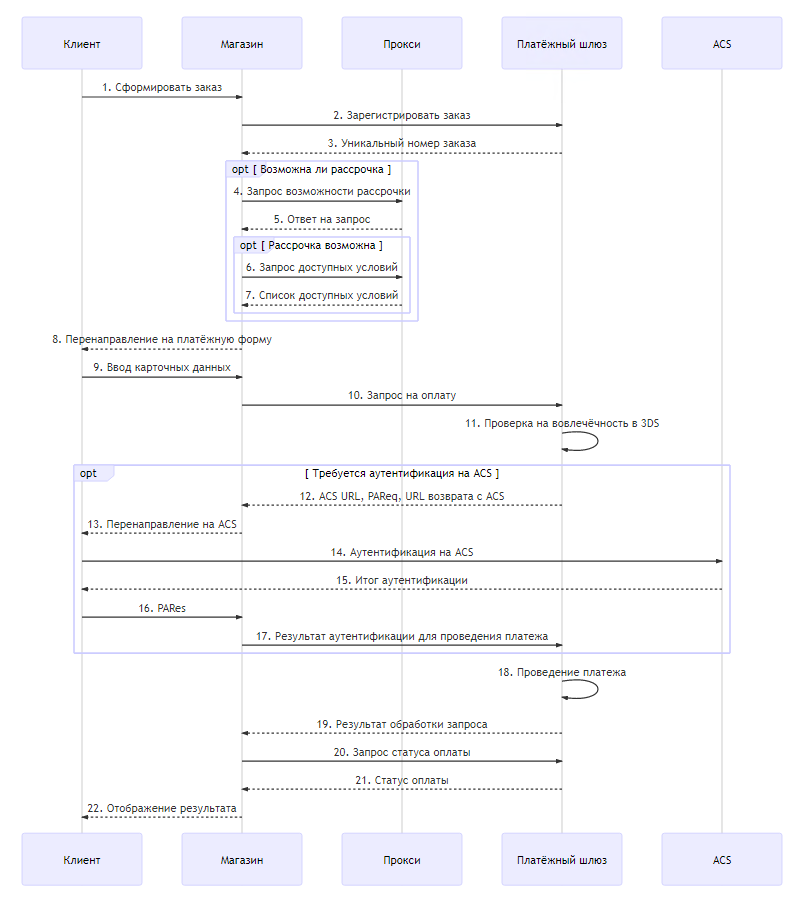 Клиент
Магазин
Прокси
Платёжный шлюз
ACS
1. Сформировать заказ
2. Зарегистрировать заказ
3. Уникальный номер заказа
opt [ Возможна ли рассрочка ]
4. Запрос возможности рассрочки
5. Ответ на запрос
opt [ Рассрочка возможна ]
6. Запрос доступных условий
7. Список доступных условий
8. Перенаправление на платёжную форму
9. Ввод карточных данных
10. Запрос на оплату
11. Проверка на вовлечённость в 3DS
opt [ Требуется аутентификация на ACS ]
12. ACS URL, PAReq, URL возврата с ACS
13. Перенаправление на ACS
14. Аутентификация на ACS
15. Итог аутентификации
16. PARes
17. Результат аутентификации для проведения платежа
18. Проведение платежа
19. Результат обработки запроса
20. Запрос статуса оплаты
21. Статус оплаты
22. Отображение результата
Клиент
Магазин
Прокси
Платёжный шлюз
ACS